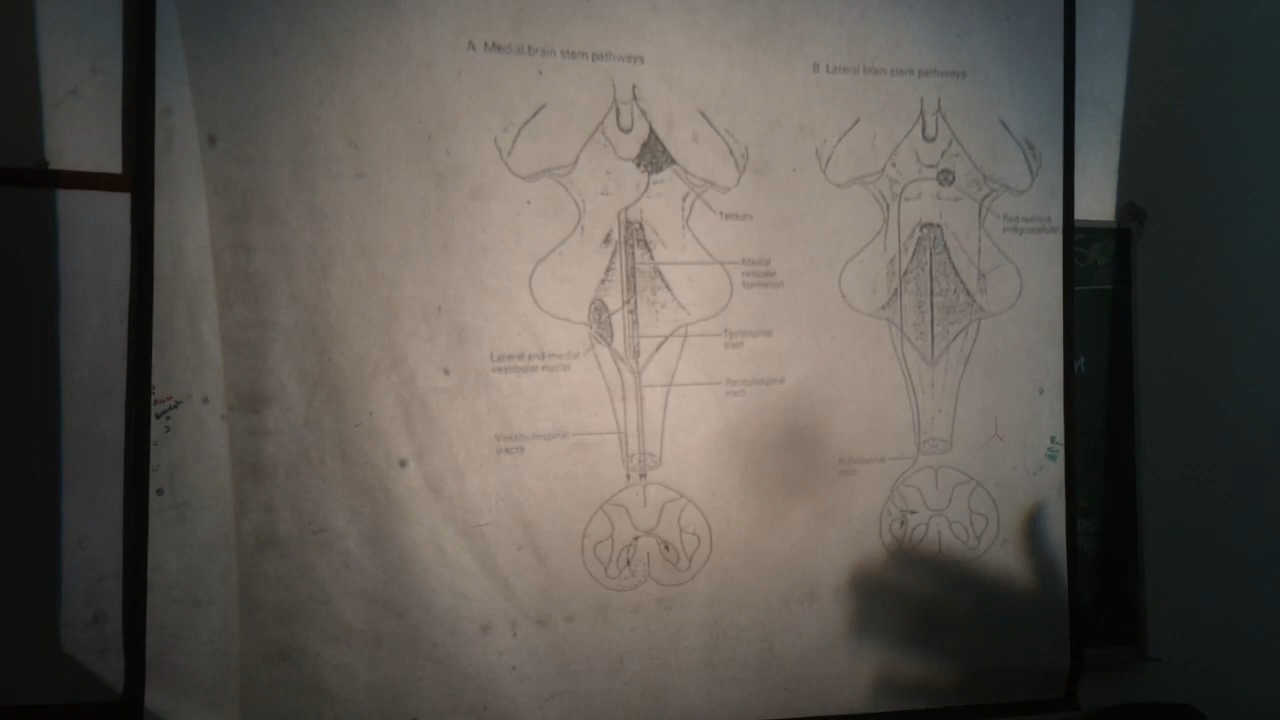 A Medial brain stem pathways
B Lateral brain stem pathways
Tectum
Red nucleus
Medial
reticular
formation
Tectospinal
tract
Lateral and medial
vestibular nuclei
Reticulospinal
tract
Vestibulospinal
tracts
Rubrospinal
tract